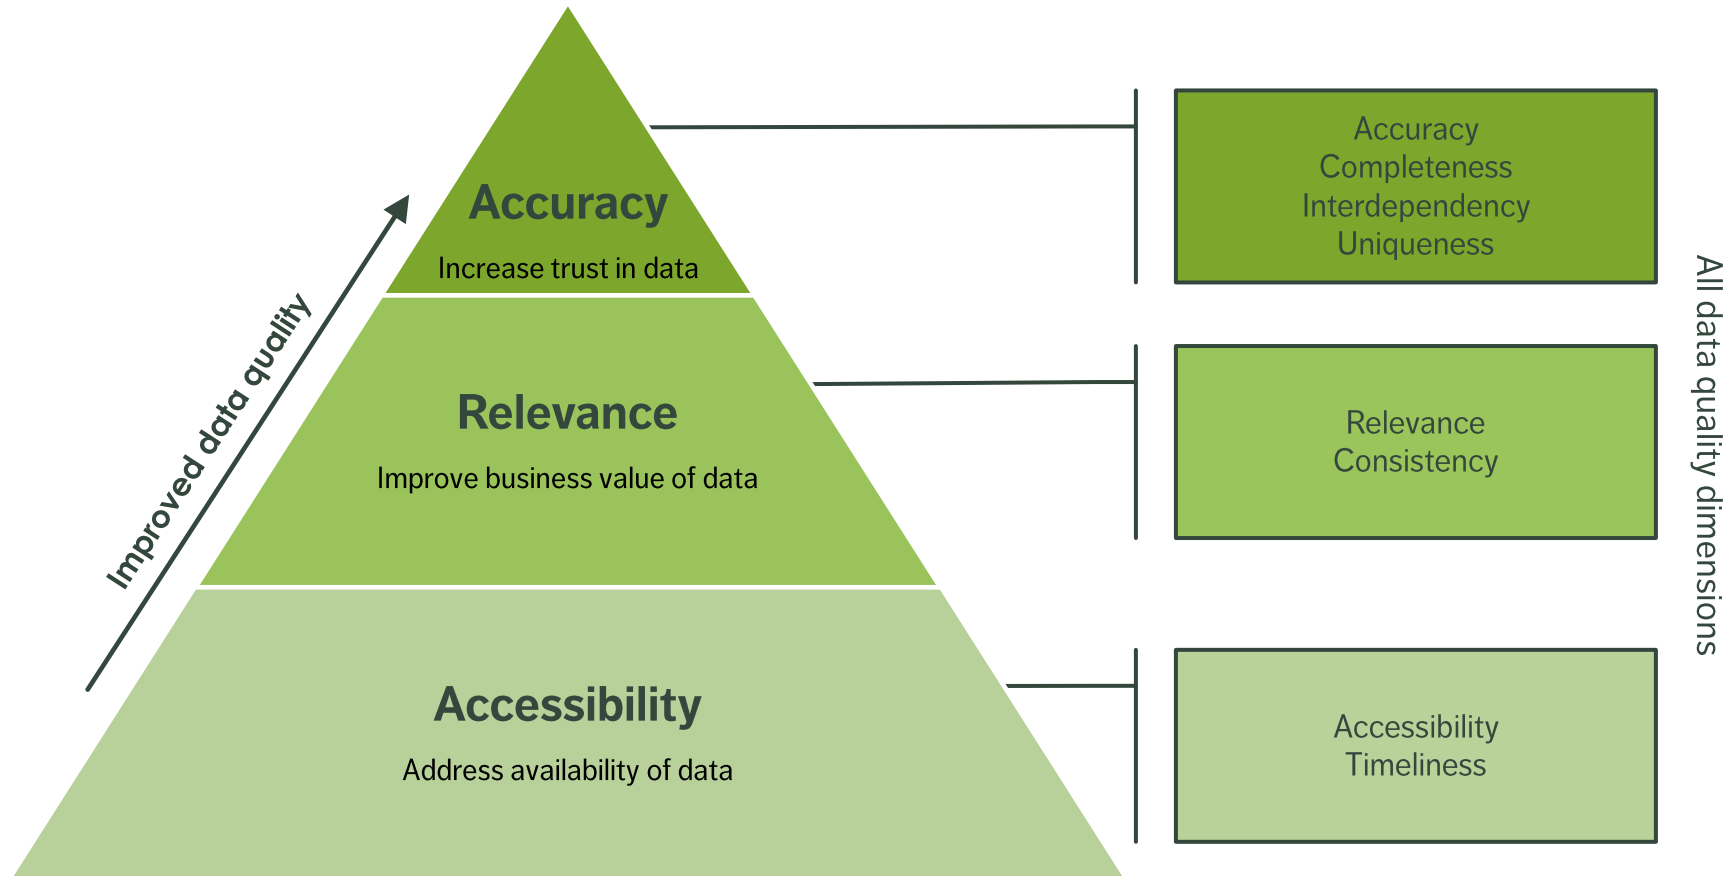 Improved data quality
Accuracy
Increase trust in data
Relevance
Improve business value of data
Accessibility
Address availability of data
Accuracy
Completeness
Interdependency
Uniqueness
Relevance
Consistency
Accessibility
Timeliness
All data quality dimensions